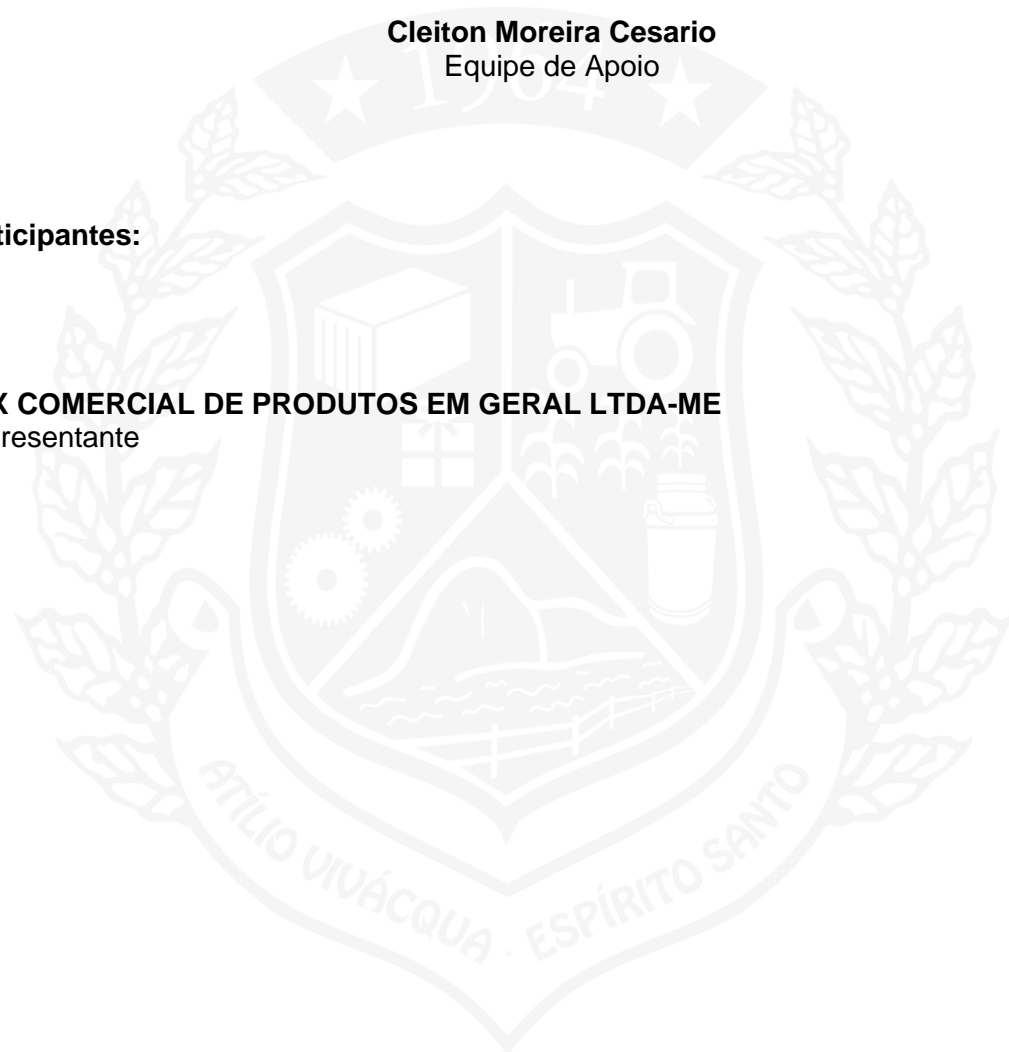 Cleiton Moreira Cesario
Equipe de Apoio
1964
ticipantes:
X COMERCIAL DE PRODUTOS EM GERAL LTDA-ME
resentante
ATÍLIO VIVÁCQUA . ESPÍRITO SANTO